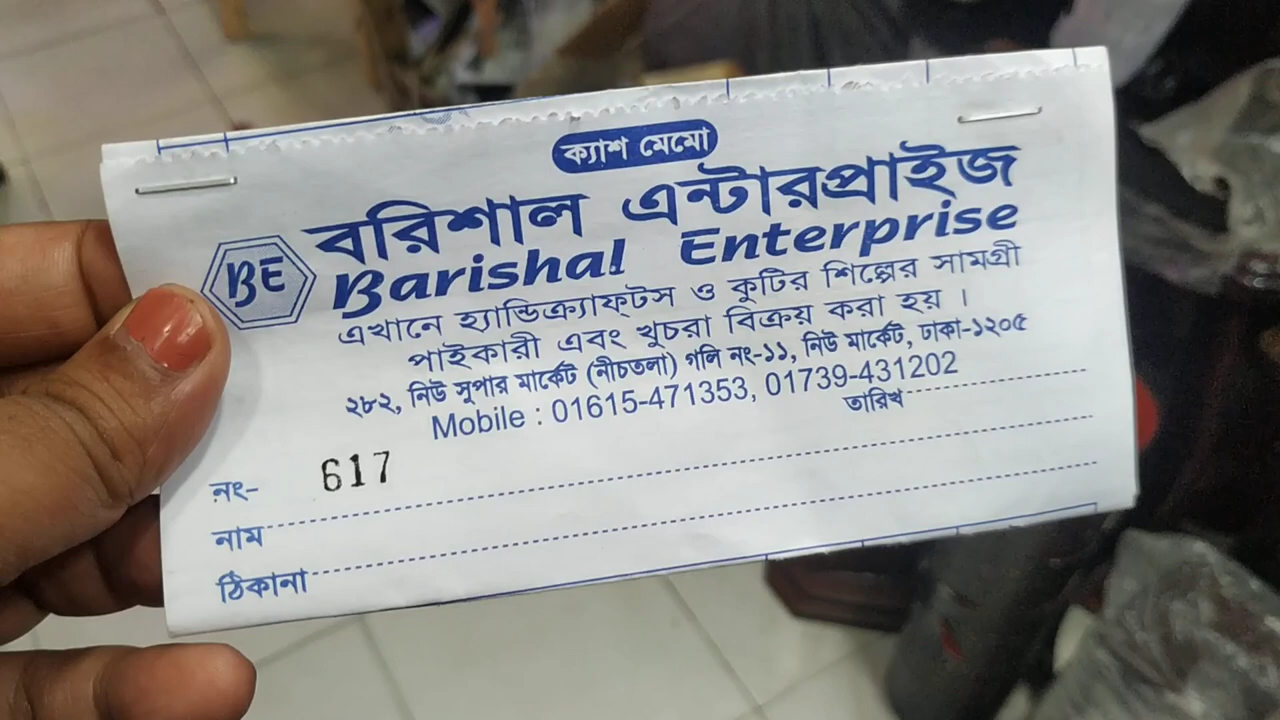 ক্যাশ মেমো
BE
বরিশাল এন্টারপ্রাইজ
Barishal Enterprise
এখানে হ্যান্ডিক্র্যাফ্‌টস ও কুটির শিল্পের সামগ্রী
পাইকারী এবং খুচরা বিক্রয় করা হয় ।
২৮২, নিউ সুপার মার্কেট (নীচতলা) গলি নং-১১, নিউ মার্কেট, ঢাকা-১২০৫
Mobile : 01615-471353, 01739-431202
নং- 617 তারিখ
নাম
ঠিকানা